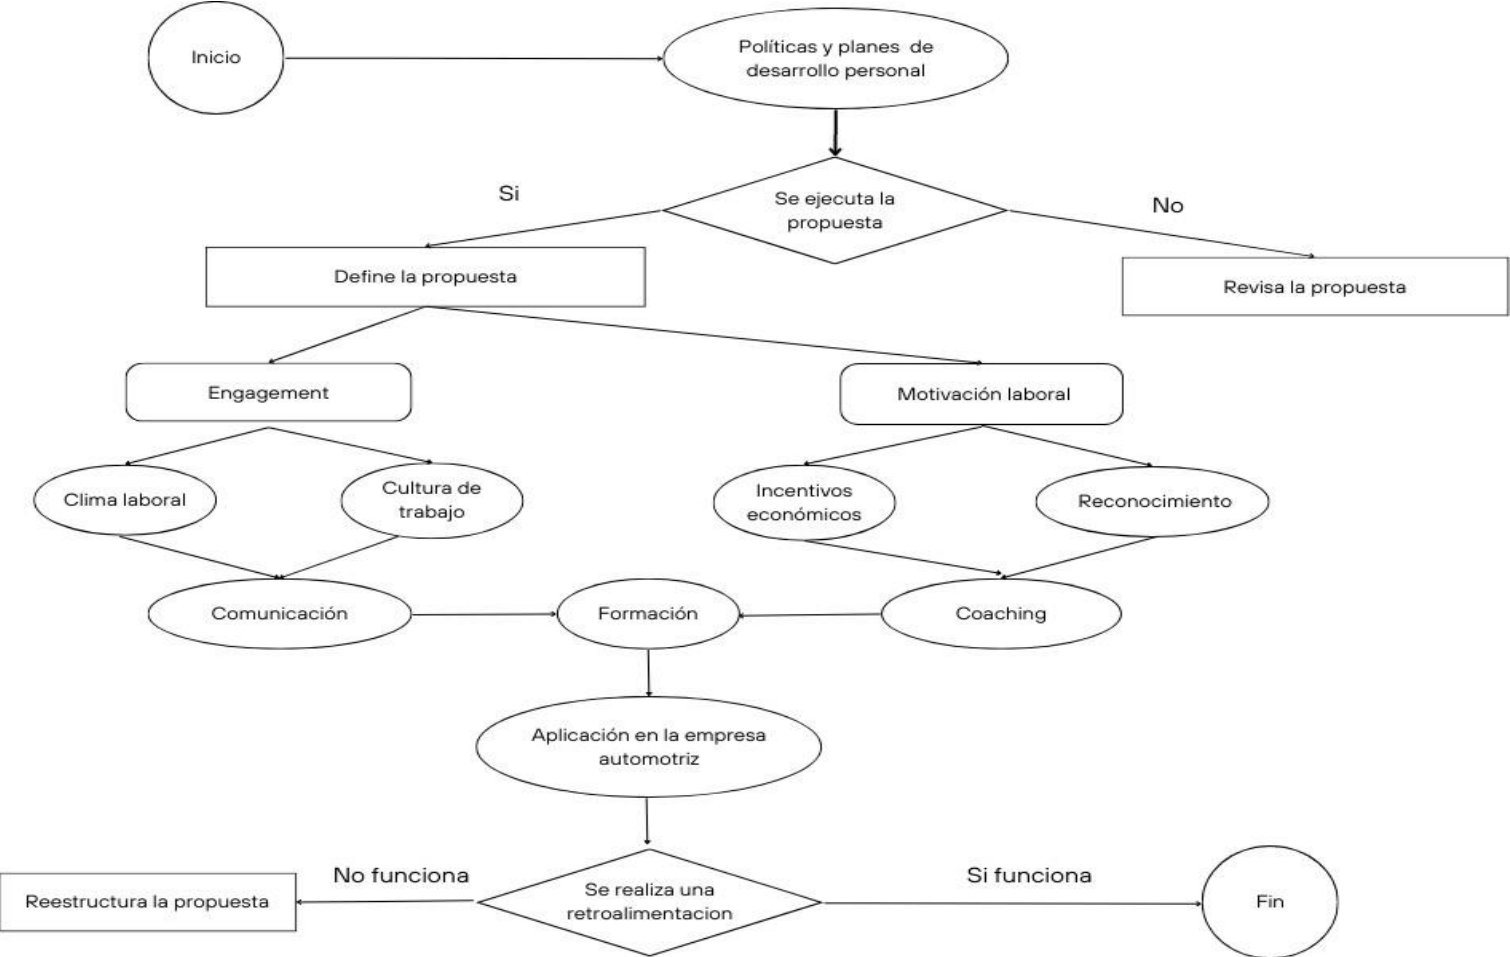 Inicio
Políticas y planes de
desarrollo personal
Se ejecuta la
propuesta
Si
No
Define la propuesta
Revisa la propuesta
Engagement
Motivación laboral
Clima laboral
Cultura de
trabajo
Incentivos
económicos
Reconocimiento
Comunicación
Formación
Coaching
Aplicación en la empresa
automotriz
Se realiza una
retroalimentacion
No funciona
Si funciona
Reestructura la propuesta
Fin